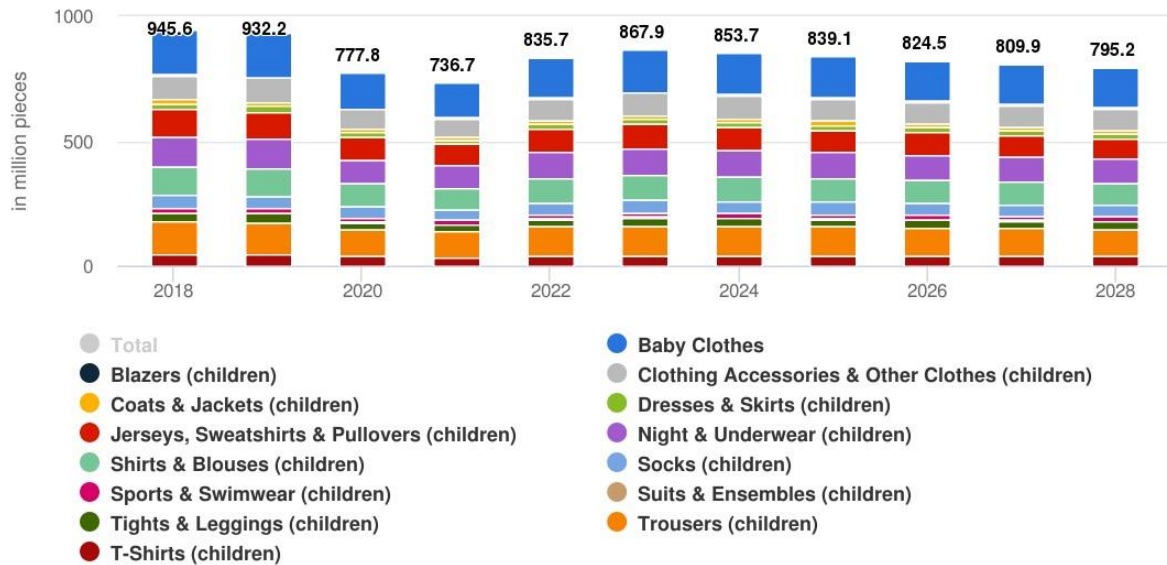 1000
945.6
932.2
777.8
736.7
835.7
867.9
853.7
839.1
824.5
809.9
795.2
in million pieces
500
0
2018
2020
2022
2024
2026
2028
Total
Baby Clothes
Blazers (children)
Clothing Accessories & Other Clothes (children)
Coats & Jackets (children)
Dresses & Skirts (children)
Jerseys, Sweatshirts & Pullovers (children)
Night & Underwear (children)
Shirts & Blouses (children)
Socks (children)
Sports & Swimwear (children)
Suits & Ensembles (children)
Tights & Leggings (children)
Trousers (children)
T-Shirts (children)